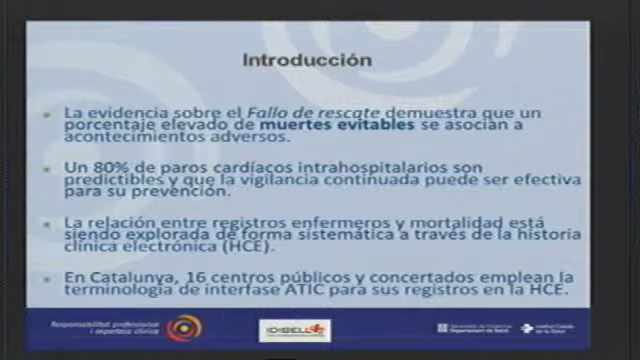 Introducción
La evidencia sobre el Fallo de rescate demuestra que un
porcentaje elevado de muertes evitables se asocian a
acontecimientos adversos.
Un 80% de paros cardíacos intrahospitalarios son
predictibles y que la vigilancia continuada puede ser efectiva
para su prevención.
La relación entre registros enfermeros y mortalidad está
siendo explorada de forma sistemática a través de la historia
clínica electrónica (HCE).
En Catalunya, 16 centros públicos y concertados emplean la
terminología de interfase ATIC para sus registros en la HCE.
Responsabilitat professional
i expertesa clínica
IDIBELL
Generalitat de Catalunya
Departament de Salut
Institut Català
de la Salut